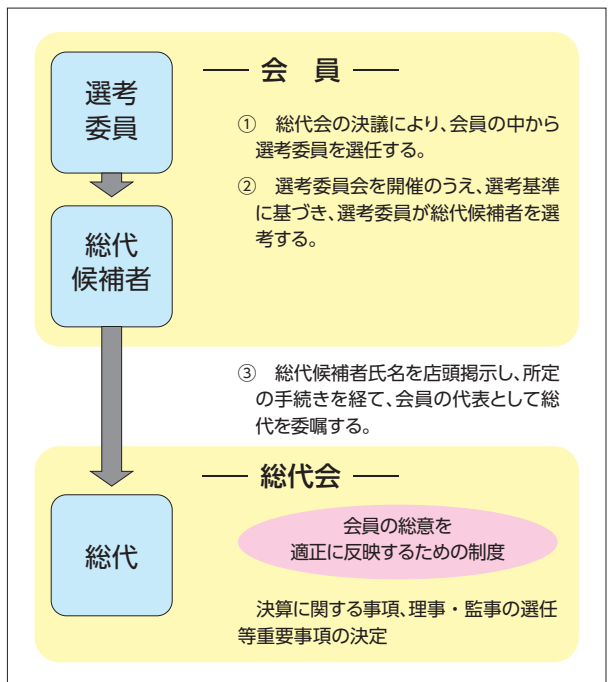 選考
委員
― 会　員 ―
①　総代会の決議により、会員の中から
選考委員を選任する。
②　選考委員会を開催のうえ、選考基準
に基づき、選考委員が総代候補者を選
考する。
総代
候補者
③　総代候補者氏名を店頭掲示し、所定
の手続きを経て、会員の代表として総
代を委嘱する。
― 総代会 ―
総代
会員の総意を
適正に反映するための制度
決算に関する事項、理事・監事の選任
等重要事項の決定